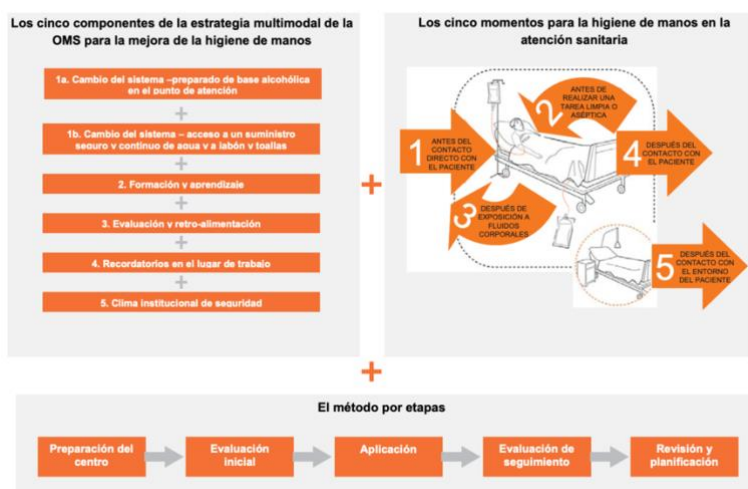 Los cinco componentes de la estrategia multimodal de la
OMS para la mejora de la higiene de manos
1a. Cambio del sistema –preparado de base alcohólica
en el punto de atención
+
1b. Cambio del sistema – acceso a un suministro
seguro y continuo de agua y a jabón y toallas
+
2. Formación y aprendizaje
+
3. Evaluación y retro-alimentación
+
4. Recordatorios en el lugar de trabajo
+
5. Clima institucional de seguridad
+
Los cinco momentos para la higiene de manos en la
atención sanitaria
1
ANTES DEL
CONTACTO
DIRECTO CON
EL PACIENTE
2
ANTES DE
REALIZAR UNA
TAREA LIMPIA O
ASÉPTICA
3
DESPUÉS DE
EXPOSICIÓN A
FLUIDOS
CORPORALES
4
DESPUÉS DEL
CONTACTO CON
EL PACIENTE
5
DESPUÉS DEL
CONTACTO CON
EL ENTORNO
DEL PACIENTE
+
El método por etapas
Preparación del
centro
Evaluación
inicial
Aplicación
Evaluación de
seguimiento
Revisión y
planificación